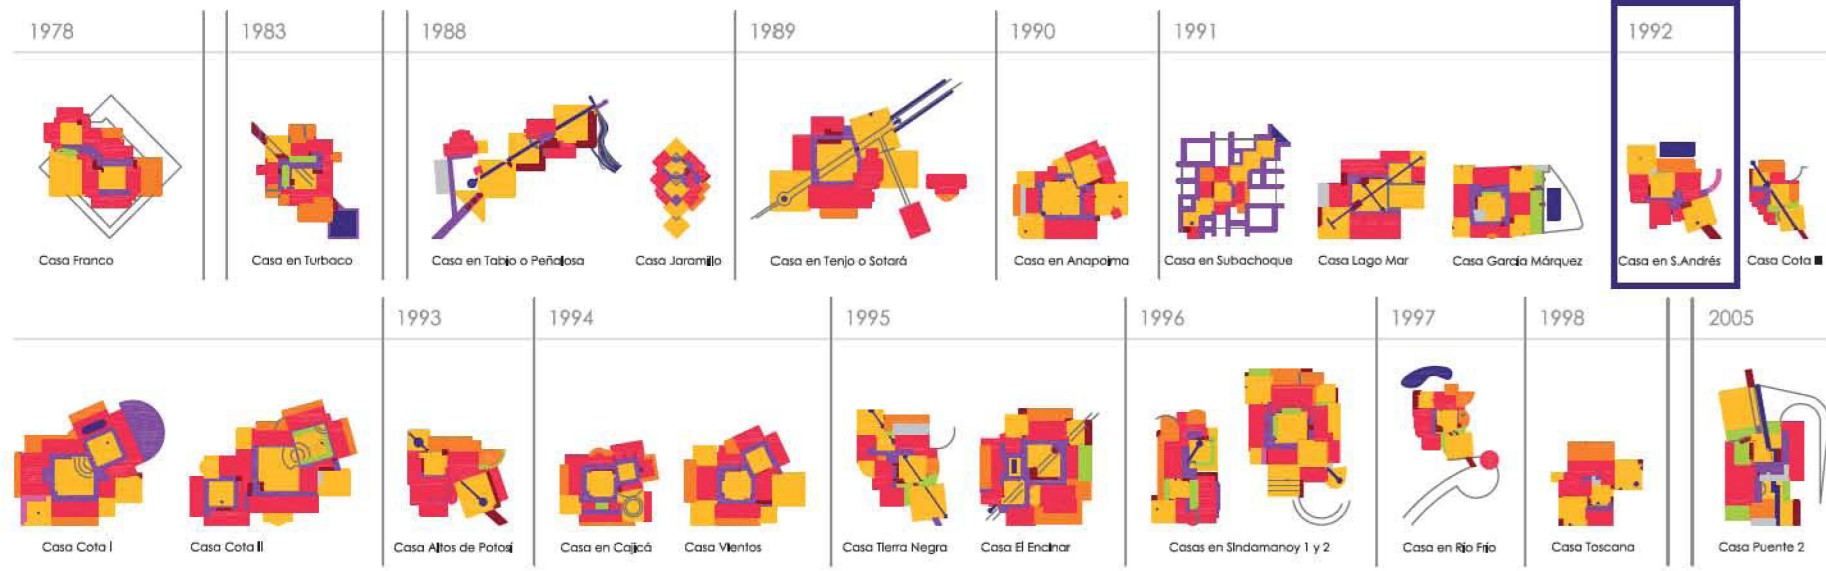 1978
1983
1988
1989
1990
1991
1992
Casa Franco
Casa en Turbaco
Casa en Tabio o Peñalosa
Casa Jaramillo
Casa en Tenjo o Sotará
Casa en Anapoima
Casa en Subachoque
Casa Lago Mar
Casa García Márquez
Casa en S.Andrés
Casa Cota III
1993
1994
1995
1996
1997
1998
2005
Casa Cota I
Casa Cota II
Casa Altos de Potosí
Casa en Cajicá
Casa Vientos
Casa Tierra Negra
Casa El Encinar
Casas en Sindamanoy 1 y 2
Casa en Río Frío
Casa Toscana
Casa Puente 2